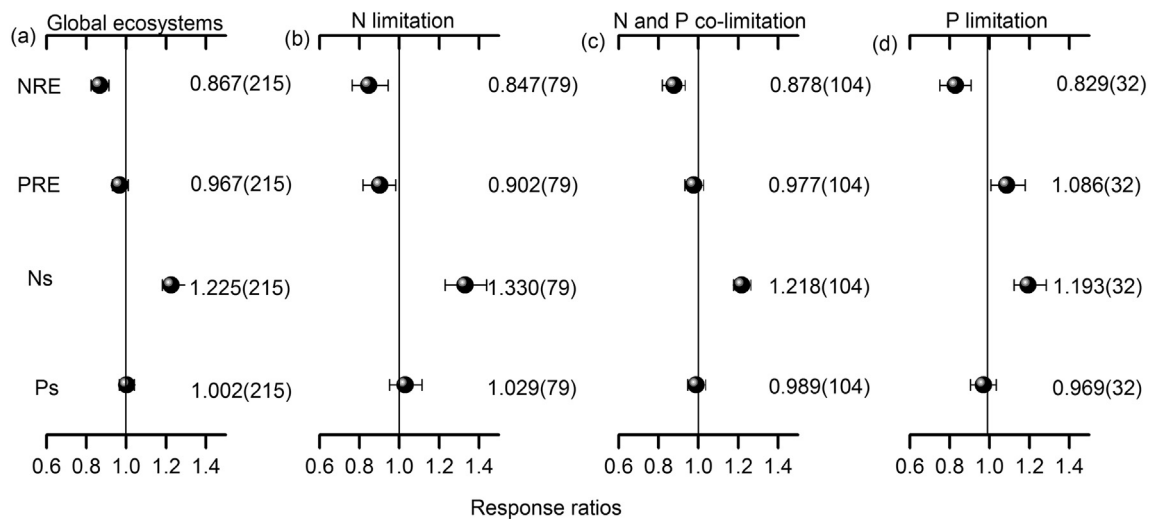 Global ecosystems N limitation N and P co-limitation P limitation
(a) (b) (c) (d)
NRE 0.867(215) 0.847(79) 0.878(104) 0.829(32)
PRE 0.967(215) 0.902(79) 0.977(104) 1.086(32)
Ns 1.225(215) 1.330(79) 1.218(104) 1.193(32)
Ps 1.002(215) 1.029(79) 0.989(104) 0.969(32)
0.6 0.8 1.0 1.2 1.4 0.6 0.8 1.0 1.2 1.4 0.6 0.8 1.0 1.2 1.4 0.6 0.8 1.0 1.2 1.4
Response ratios